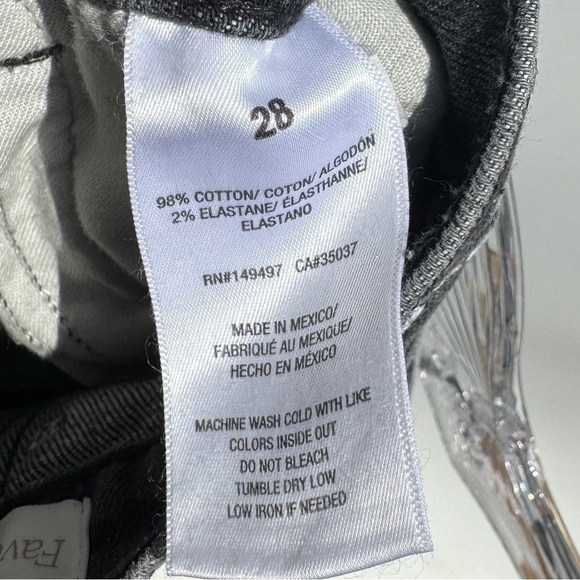 28
98% COTTON/ COTON/ ALGODÓN
2% ELASTANE/ ÉLASTHANNE/
ELASTANO
RN#149497 CA#35037
MADE IN MEXICO/
FABRIQUÉ AU MEXIQUE/
HECHO EN MÉXICO
MACHINE WASH COLD WITH LIKE
COLORS INSIDE OUT
DO NOT BLEACH
TUMBLE DRY LOW
LOW IRON IF NEEDED